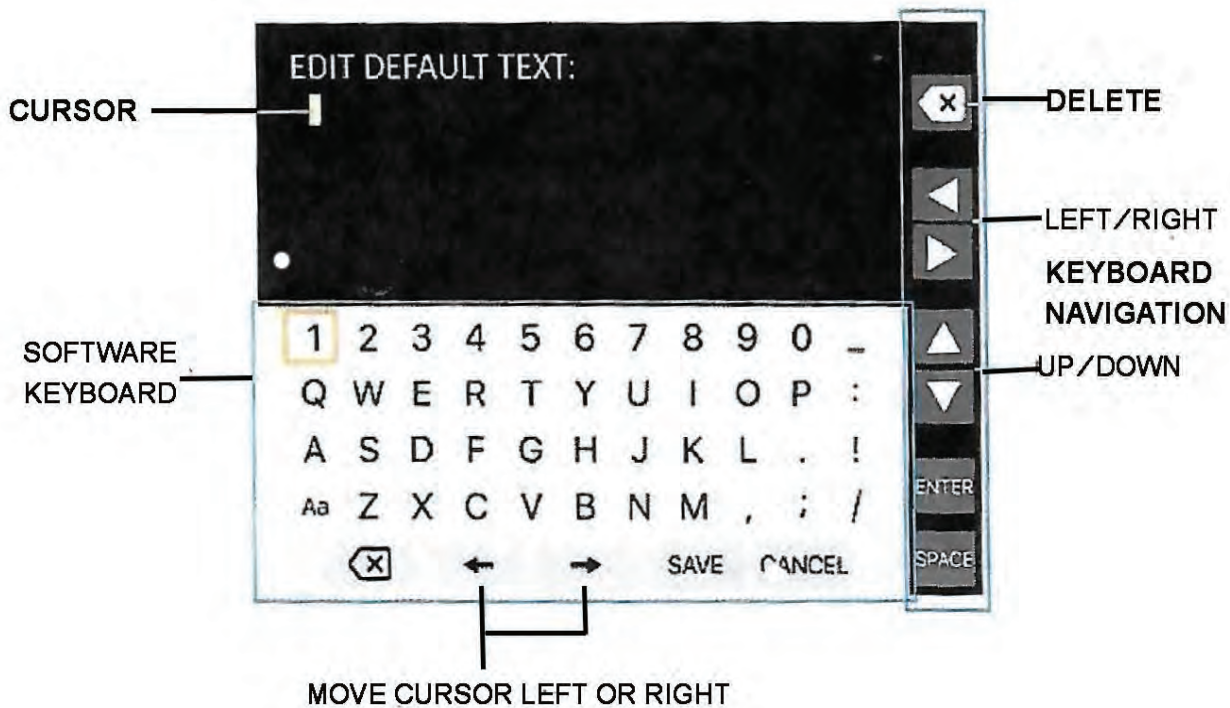 EDIT DEFAULT TEXT:
CURSOR
DELETE
LEFT/RIGHT
KEYBOARD
NAVIGATION
UP/DOWN
SOFTWARE
KEYBOARD
1 2 3 4 5 6 7 8 9 0 _
Q W E R T Y U I O P :
A S D F G H J K L . !
Aa Z X C V B N M , ; /
SAVE CANCEL
ENTER
SPACE
MOVE CURSOR LEFT OR RIGHT